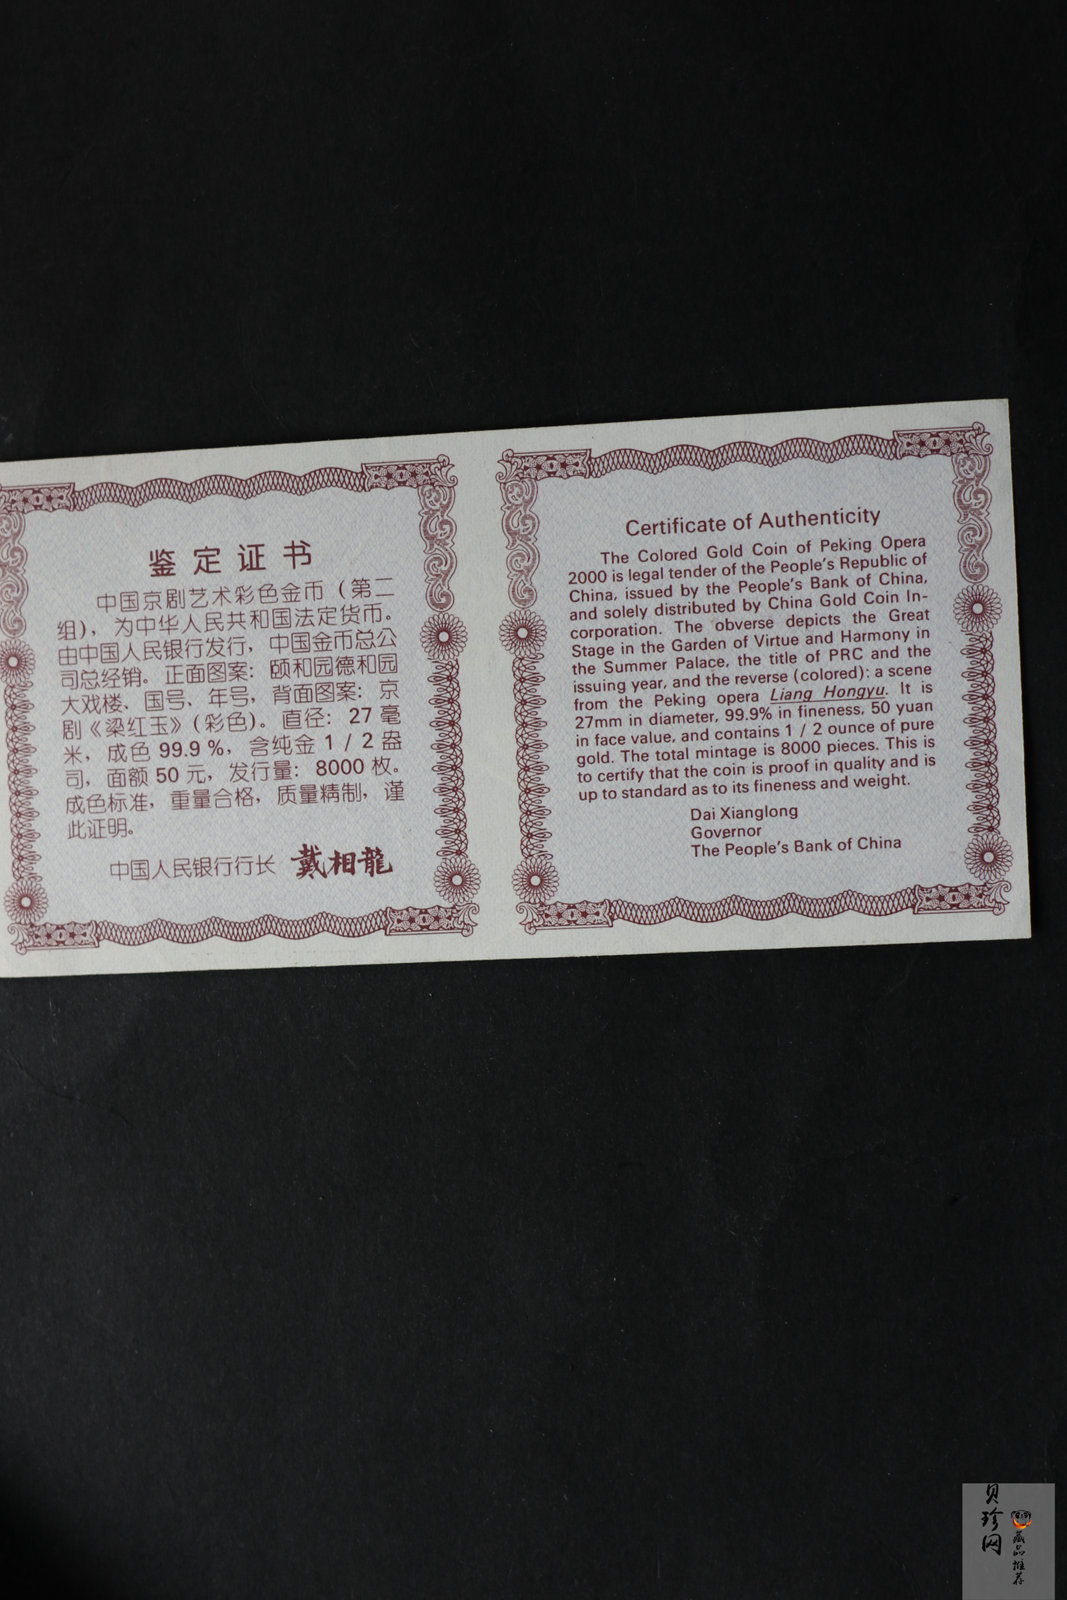 鉴定证书
中国京剧艺术彩色金币(第二
组)，为中华人民共和国法定货币。
由中国人民银行发行，中国金币总公
司总经销。正面图案：颐和园德和园
大戏楼、国号、年号，背面图案：京
剧《梁红玉》(彩色)。直径：27毫
米，成色99.9%，含纯金1/2盎
司，面额50元，发行量：8000枚。
成色标准，重量合格，质量精制，谨
此证明。
中国人民银行行长 戴相龍
Certificate of Authenticity
The Colored Gold Coin of Peking Opera
2000 is legal tender of the People's Republic of
China, issued by the People's Bank of China,
and solely distributed by China Gold Coin In-
corporation. The obverse depicts the Great
Stage in the Garden of Virtue and Harmony in
the Summer Palace, the title of PRC and the
issuing year, and the reverse (colored): a scene
from the Peking opera Liang Hongyu. It is
27mm in diameter, 99.9% in fineness, 50 yuan
in face value, and contains 1 / 2 ounce of pure
gold. The total mintage is 8000 pieces. This is
to certify that the coin is proof in quality and is
up to standard as to its fineness and weight.
Dai Xianglong
Governor
The People's Bank of China
贝珍网
藏品推荐